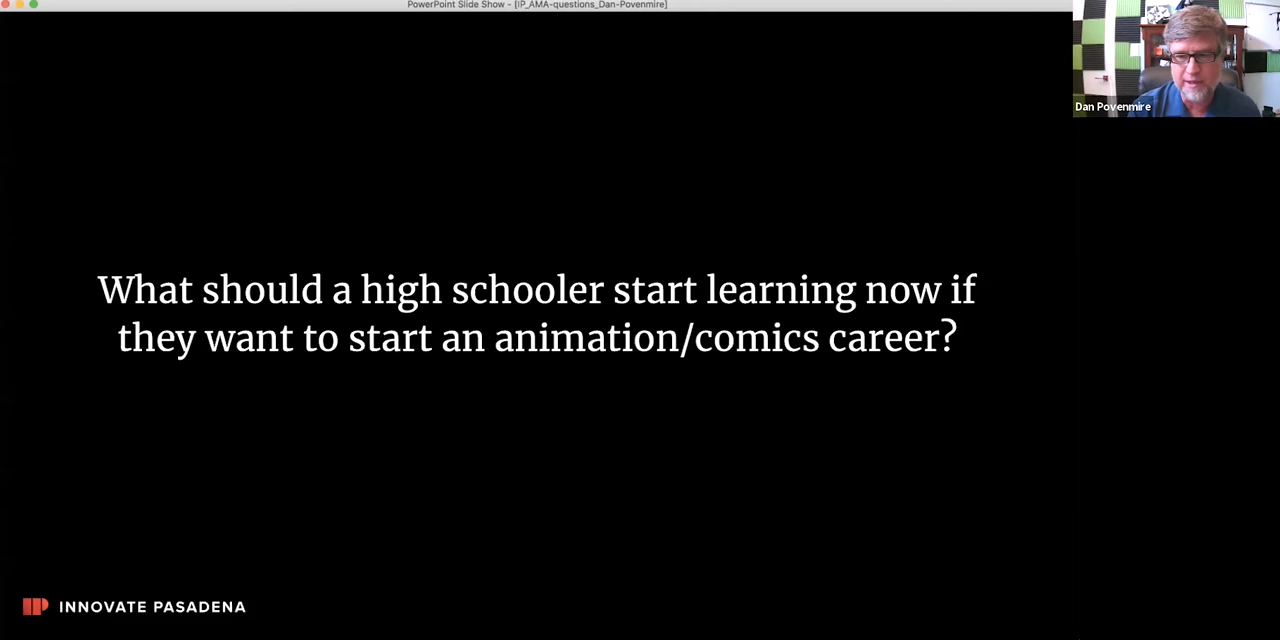 PowerPoint Slide Show - [IP_AMA-questions_Dan-Povenmire]
Dan Povenmire
What should a high schooler start learning now if
they want to start an animation/comics career?
IP INNOVATE PASADENA